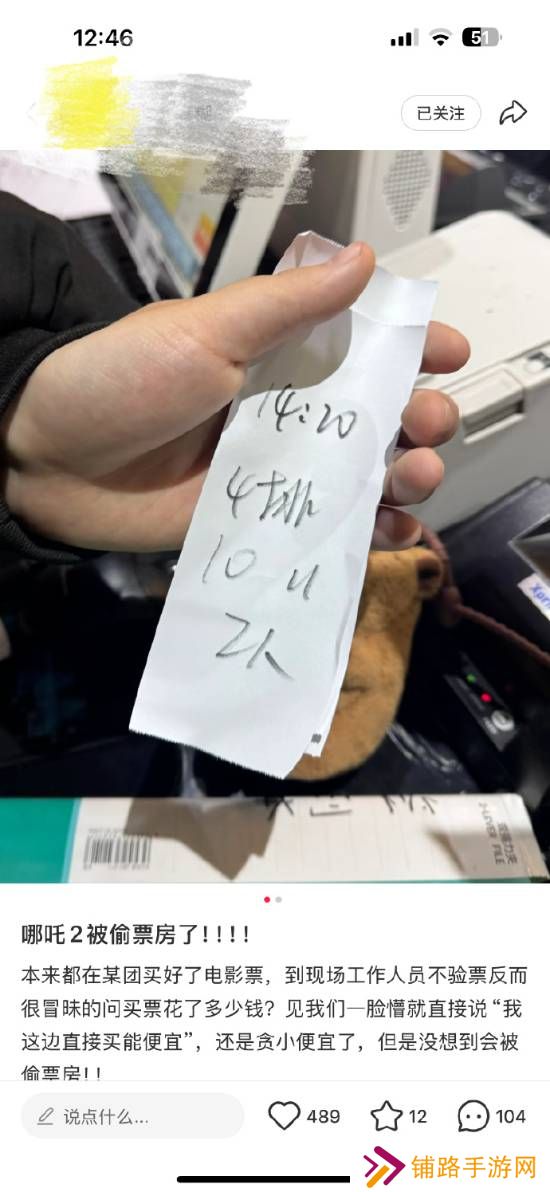 12:46
51
已关注
14:20
4排
10 11
2人
2-LEVER FILE
哪吒2被偷票房了！！！！
本来都在某团买好了电影票，到现场工作人员不验票反而
很冒昧的问买票花了多少钱？见我们一脸懵就直接说“我
这边直接买能便宜”，还是贪小便宜了，但是没想到会被
偷票房！！
说点什么...
489
12
104
铺路手游网